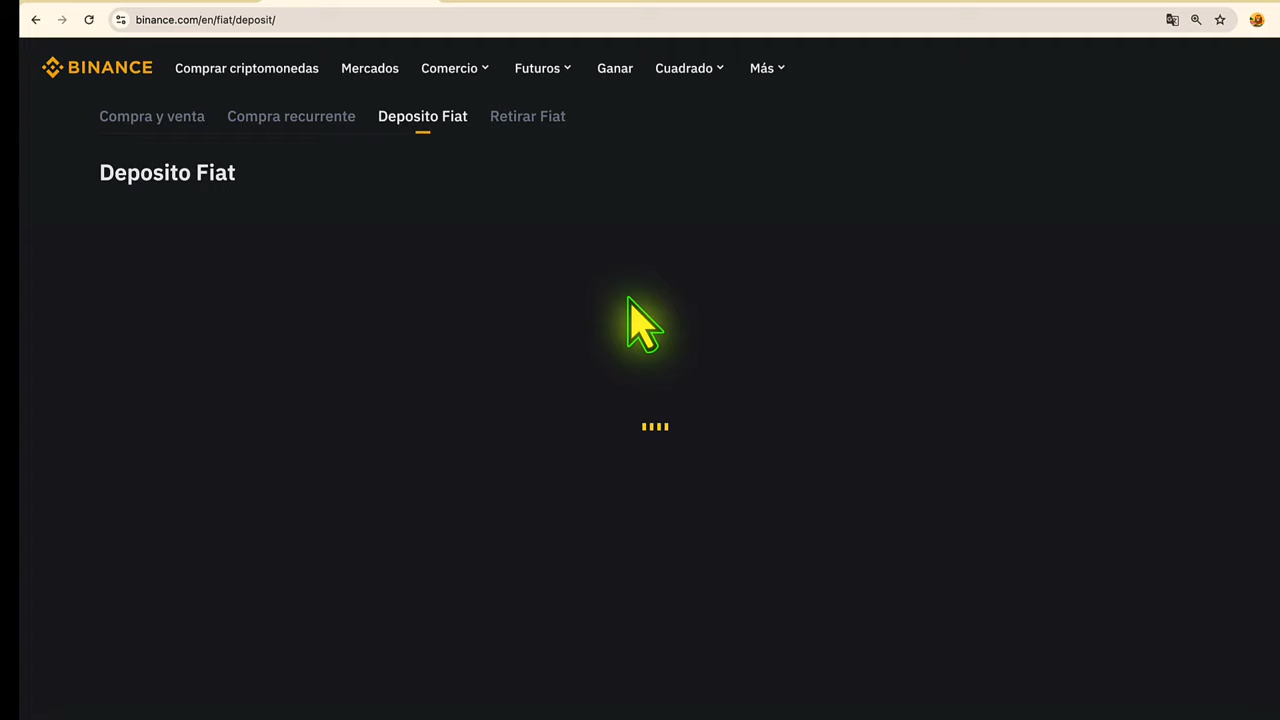 binance.com/en/fiat/deposit/
BINANCE Comprar criptomonedas Mercados Comercio Futuros Ganar Cuadrado Más
Compra y venta Compra recurrente Deposito Fiat Retirar Fiat
Deposito Fiat